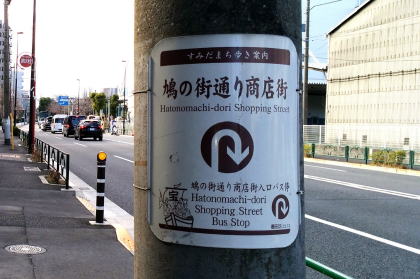 すみだまち歩き案内
鳩の街通り商店街
Hatonomachi-dori Shopping Street
宝
鳩の街通り商店街入口バス停
Hatonomachi-dori
Shopping Street
Bus Stop